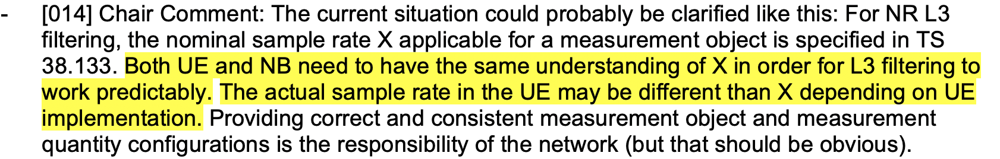 - [014] Chair Comment: The current situation could probably be clarified like this: For NR L3
filtering, the nominal sample rate X applicable for a measurement object is specified in TS
38.133. Both UE and NB need to have the same understanding of X in order for L3 filtering to
work predictably. The actual sample rate in the UE may be different than X depending on UE
implementation. Providing correct and consistent measurement object and measurement
quantity configurations is the responsibility of the network (but that should be obvious).